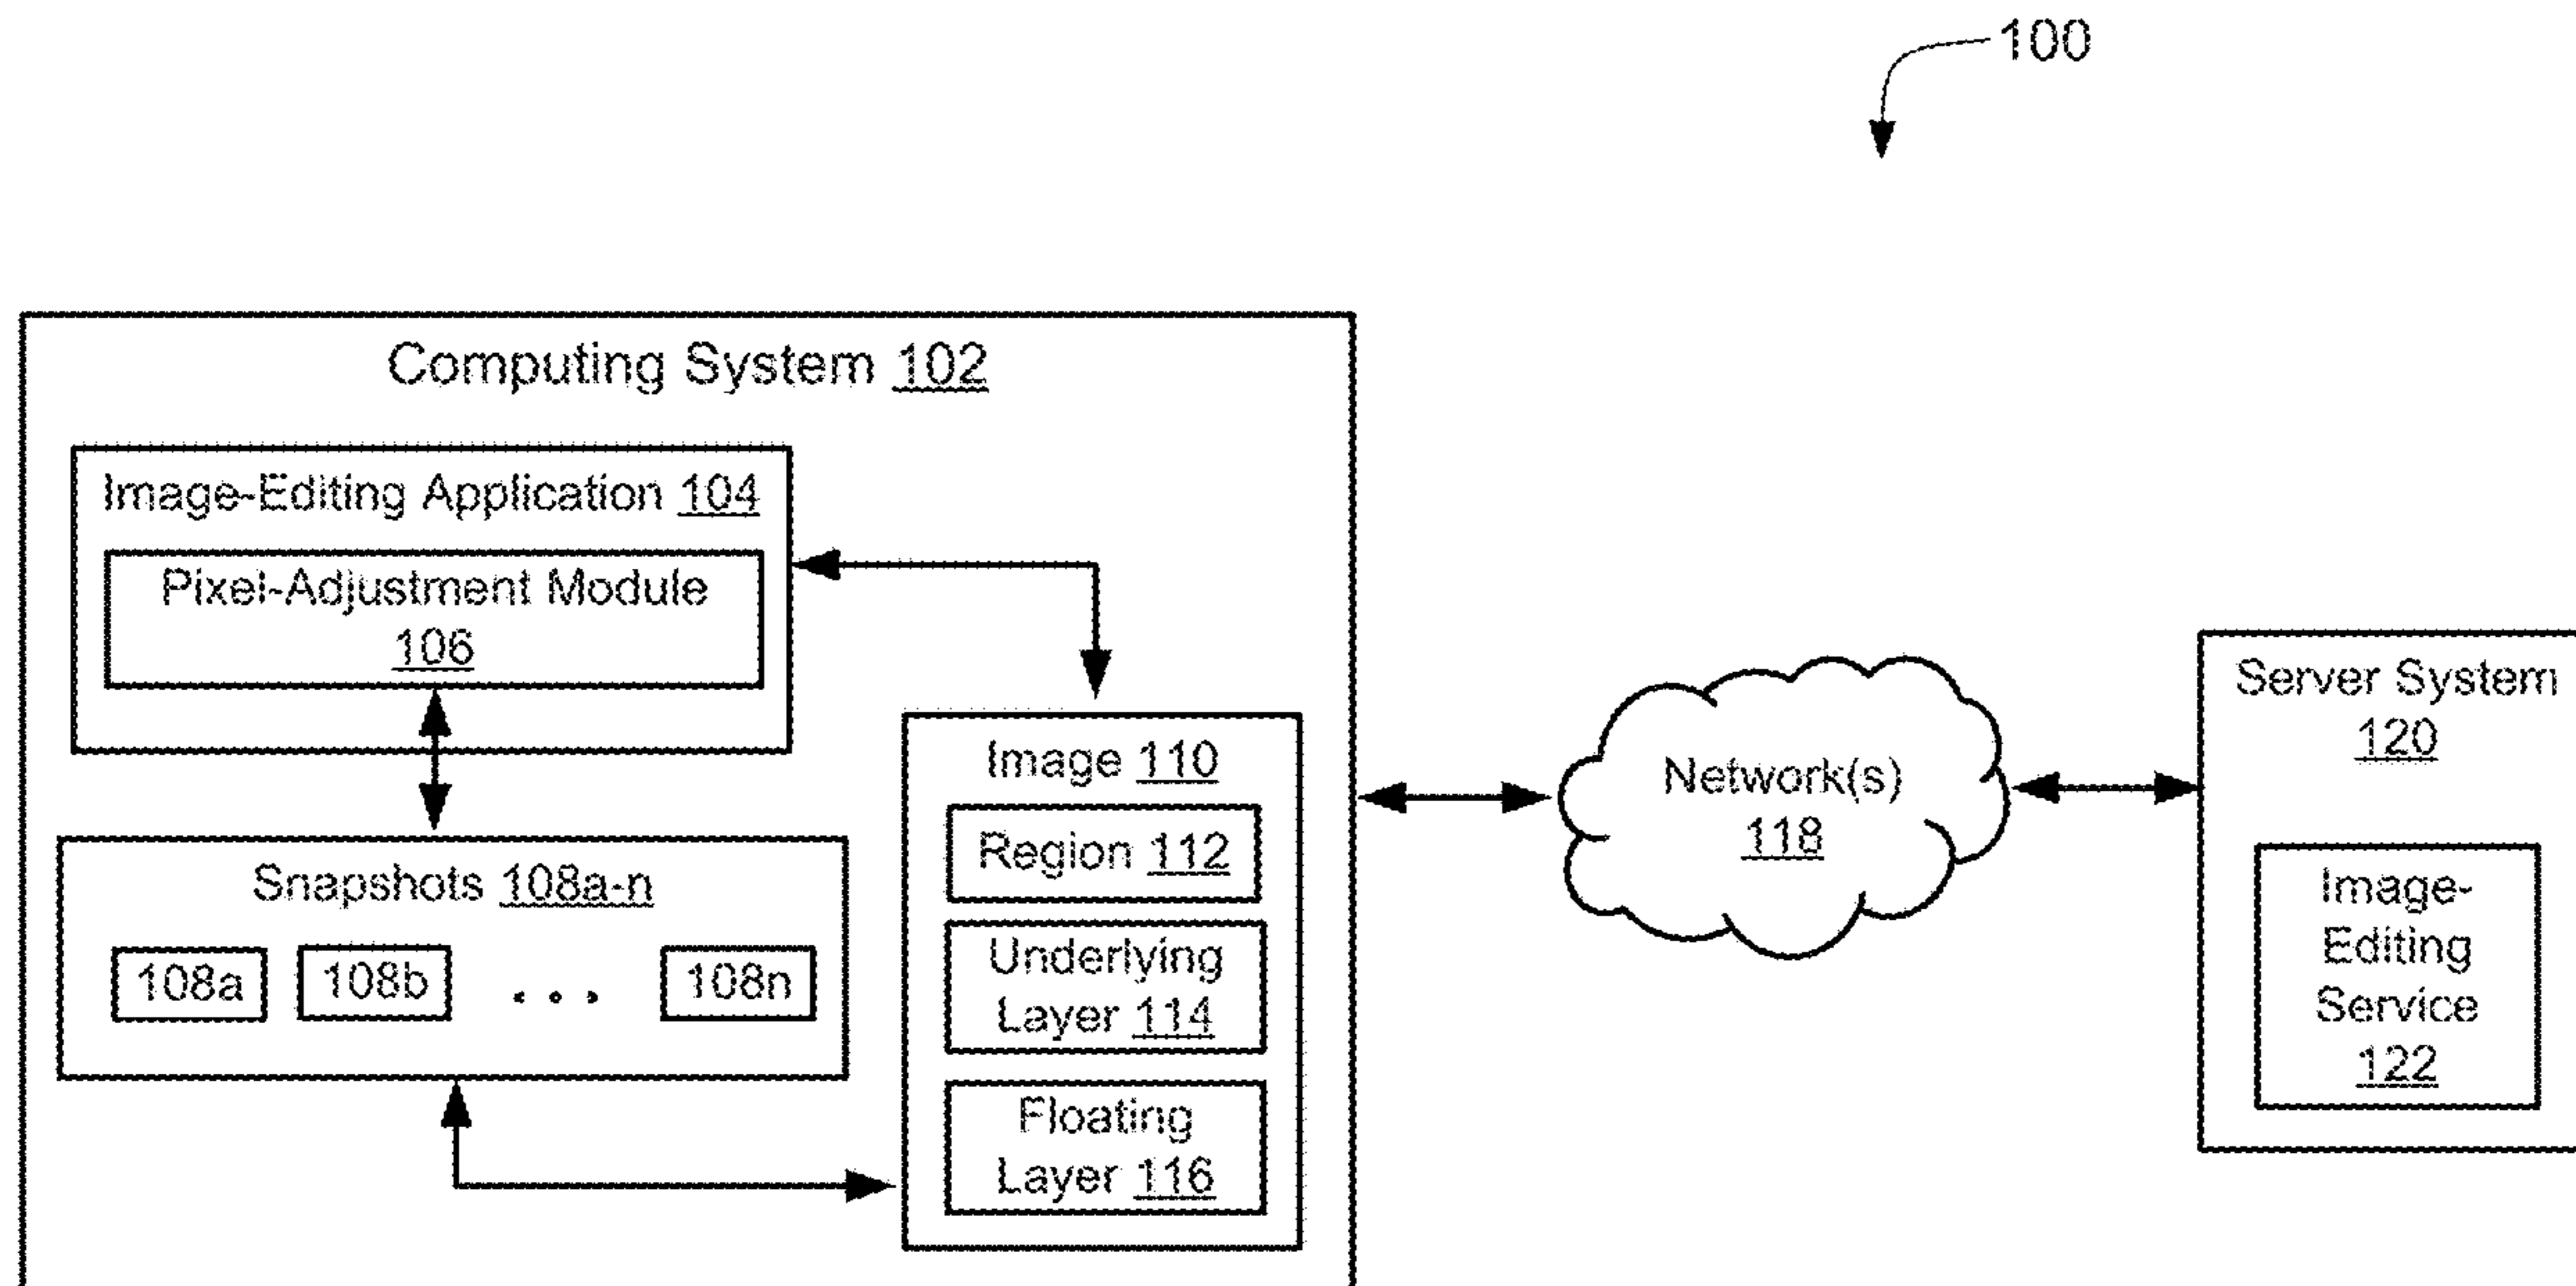 100
Computing System 102
Image-Editing Application 104
Pixel-Adjustment Module
106
Snapshots 108a-n
108a 108b . . . 108n
Image 110
Region 112
Underlying
Layer 114
Floating
Layer 116
Network(s)
118
Server System
120
Image-
Editing
Service
122